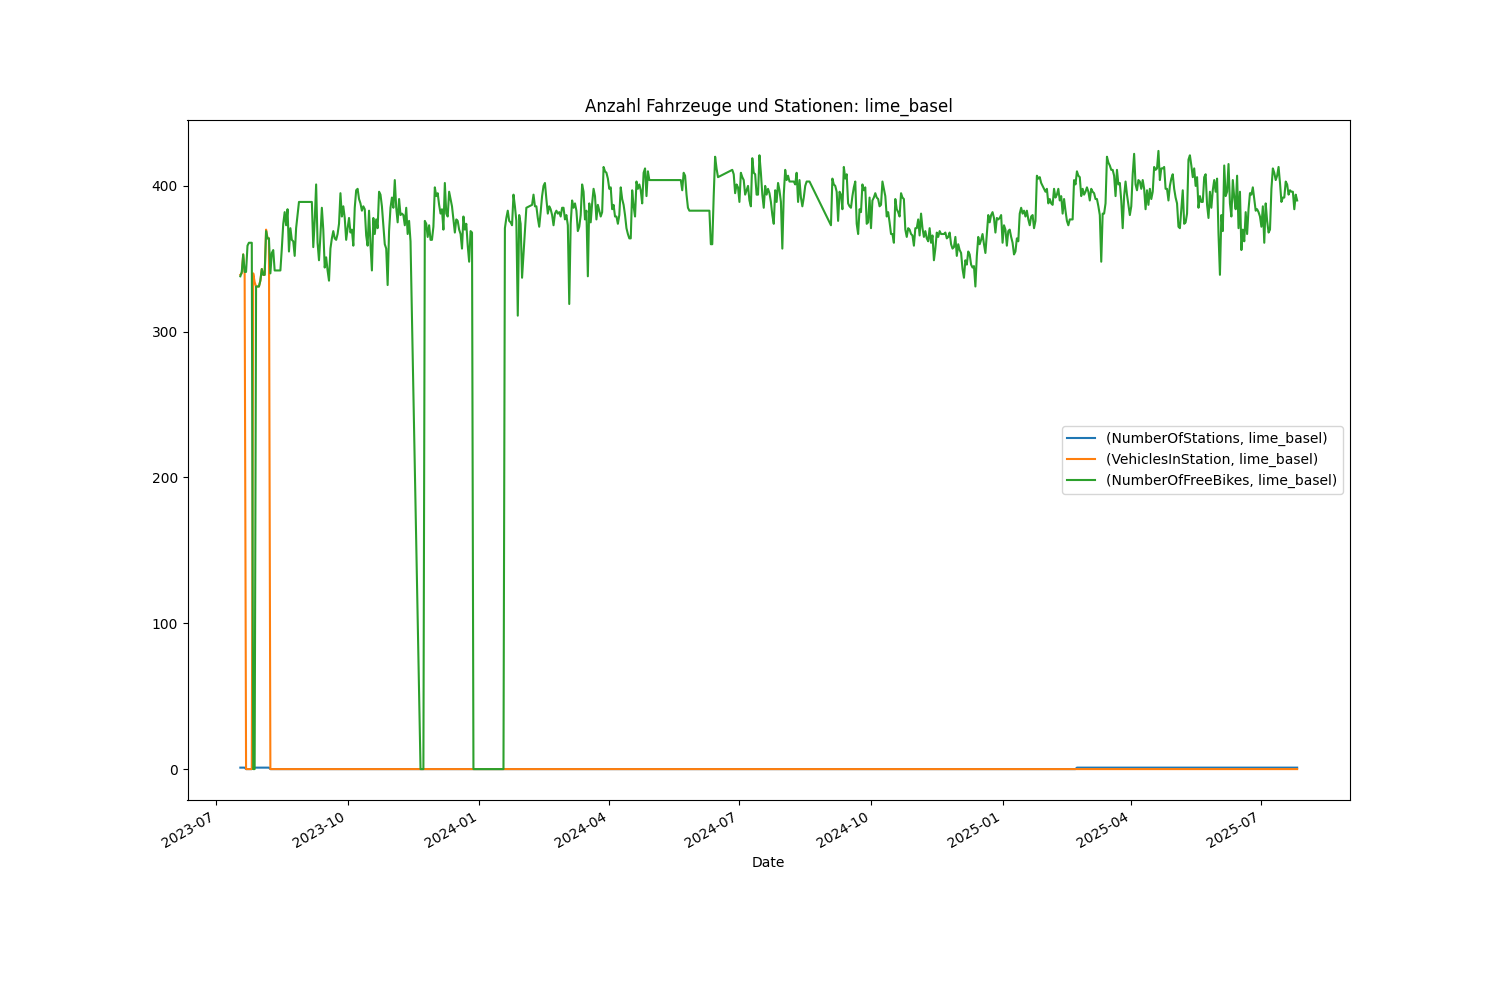 Anzahl Fahrzeuge und Stationen: lime_basel
400
300
200
100
0
(NumberOfStations, lime_basel)
(VehiclesInStation, lime_basel)
(NumberOfFreeBikes, lime_basel)
2023-07
2023-10
2024-01
2024-04
2024-07
2024-10
2025-01
2025-04
2025-07
Date